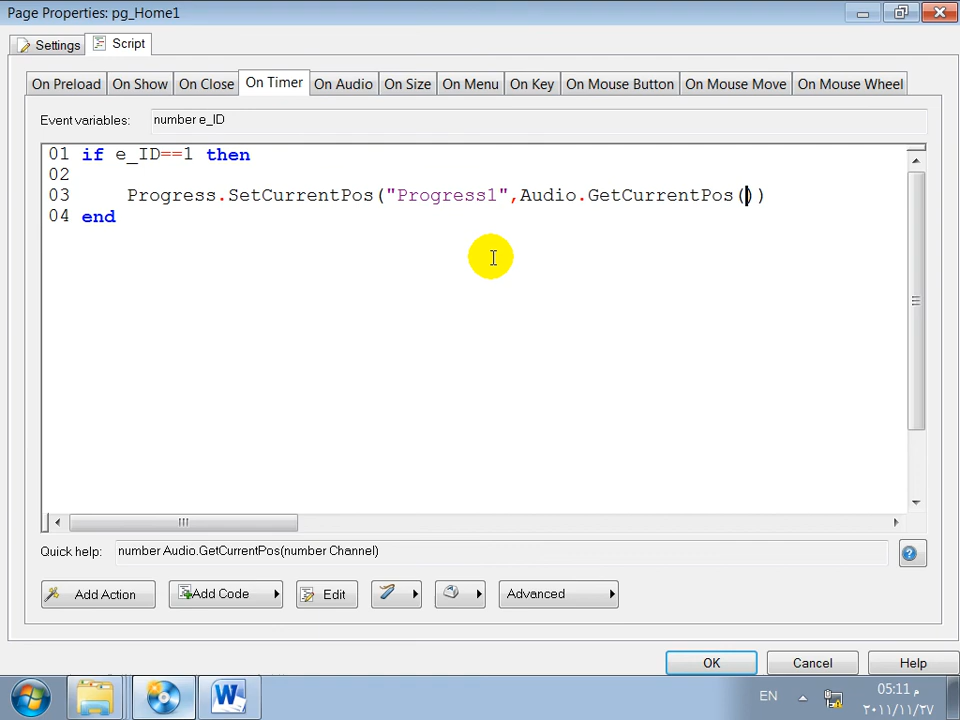 Page Properties: pg_Home1
Settings Script
On Preload On Show On Close On Timer On Audio On Size On Menu On Key On Mouse Button On Mouse Move On Mouse Wheel
Event variables: number e_ID
01 if e_ID==1 then
02
03 Progress.SetCurrentPos("Progress1",Audio.GetCurrentPos())
04 end
Quick help: number Audio.GetCurrentPos(number Channel)
Add Action Add Code Edit Advanced
OK Cancel Help
EN
05:11 م
٢٠١١/١١/٢٧